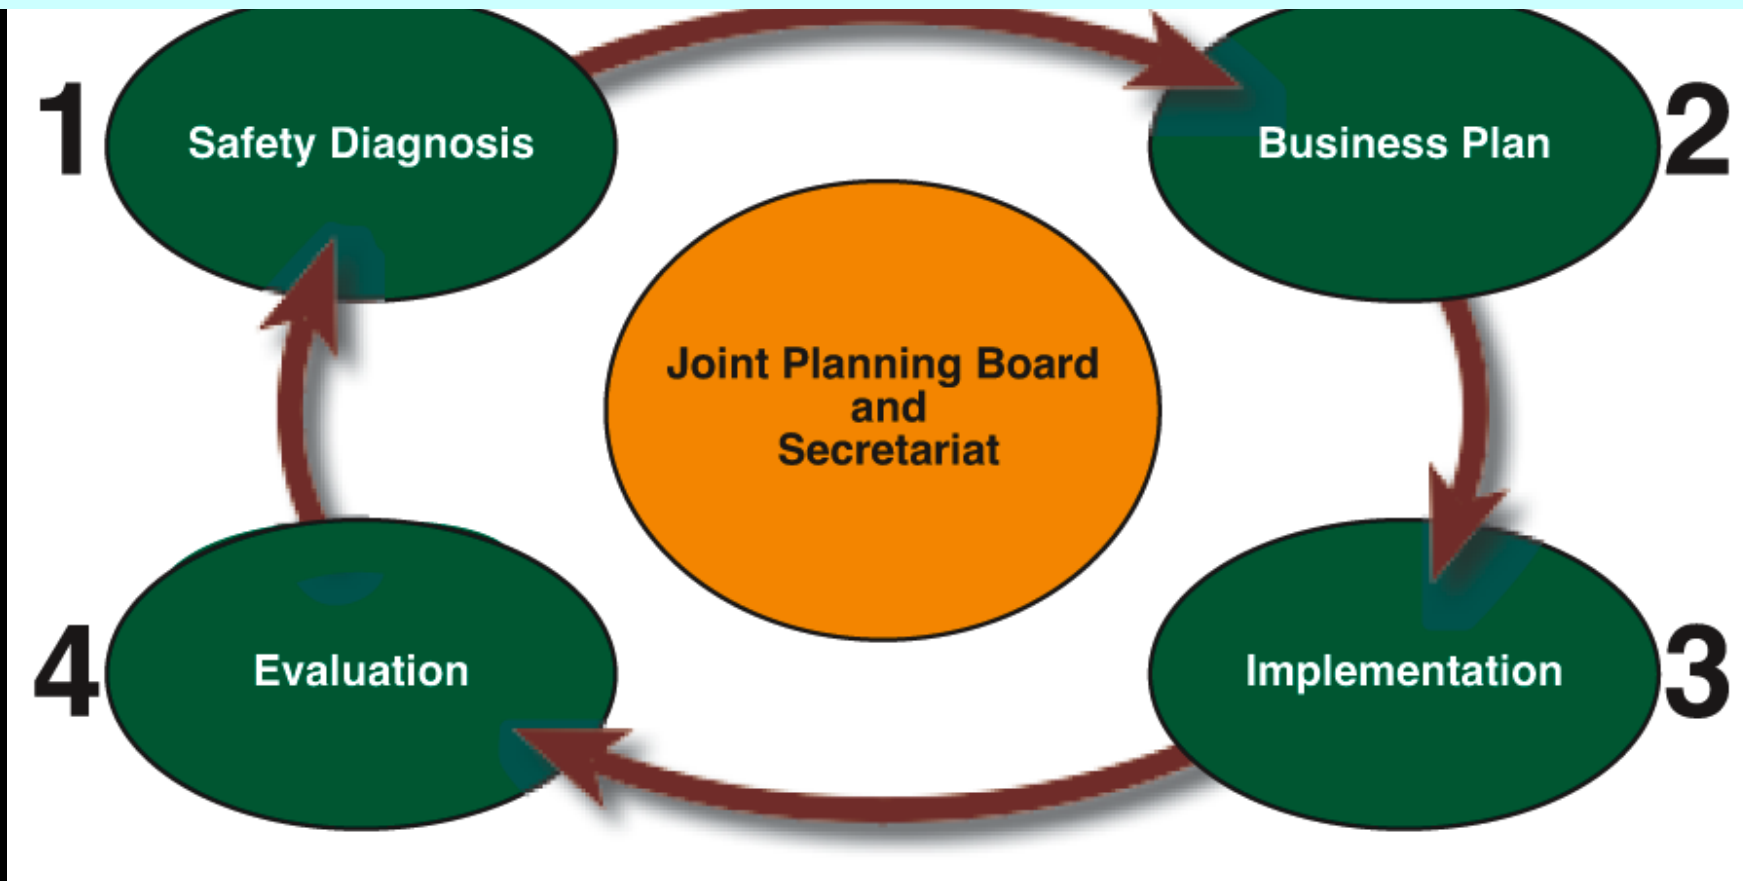 1
Safety Diagnosis
Business Plan
2
Joint Planning Board
and
Secretariat
4
Evaluation
Implementation
3